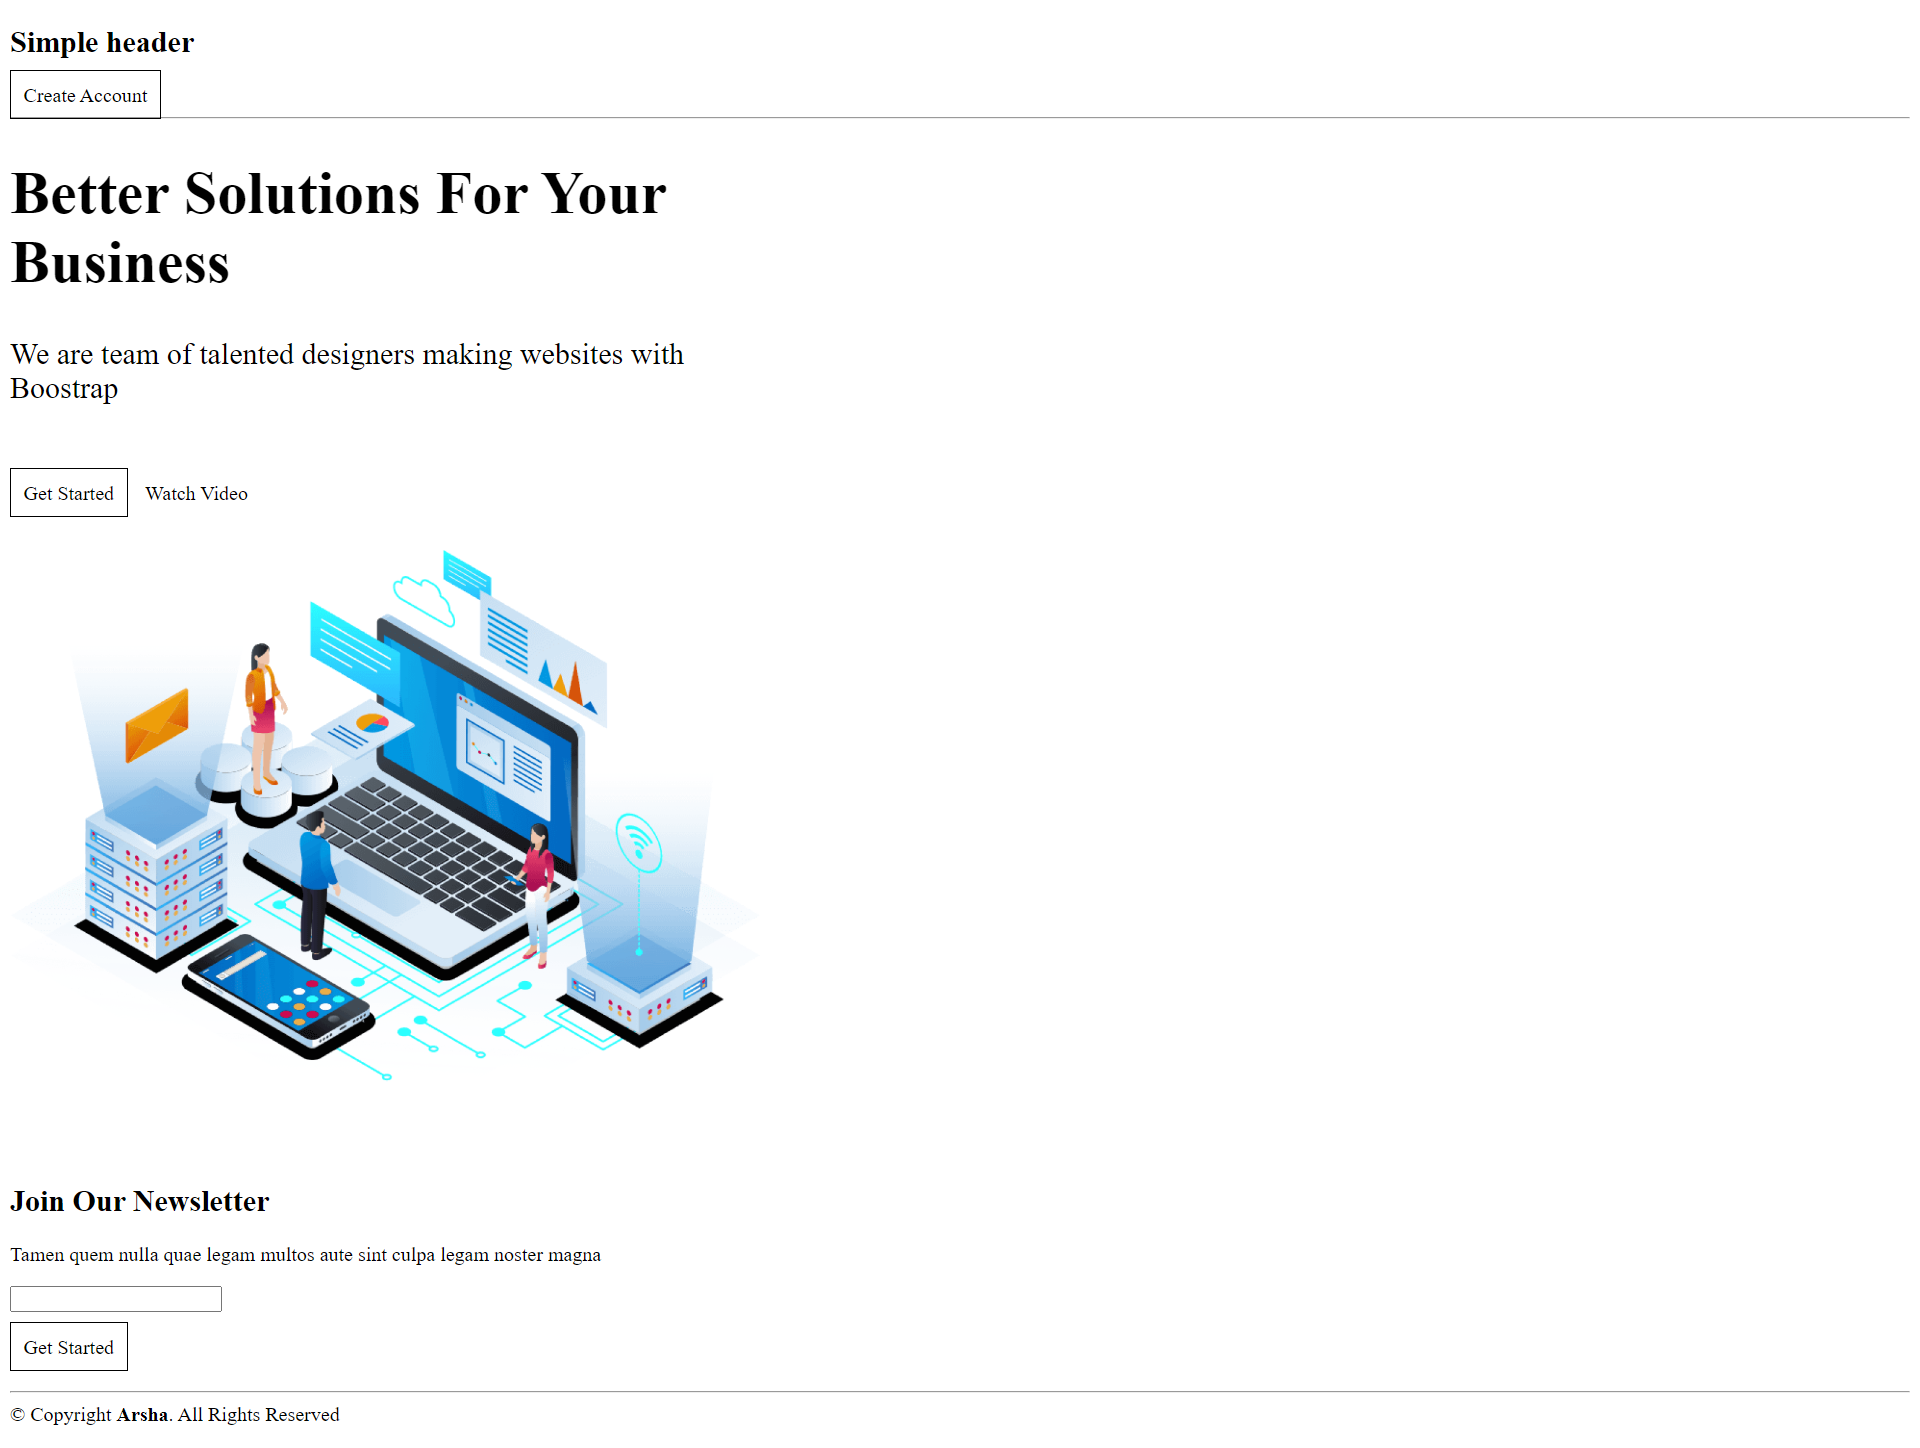 Simple header
Create Account
Better Solutions For Your
Business
We are team of talented designers making websites with
Boostrap
Get Started
Watch Video
Join Our Newsletter
Tamen quem nulla quae legam multos aute sint culpa legam noster magna
Get Started
© Copyright Arsha. All Rights Reserved